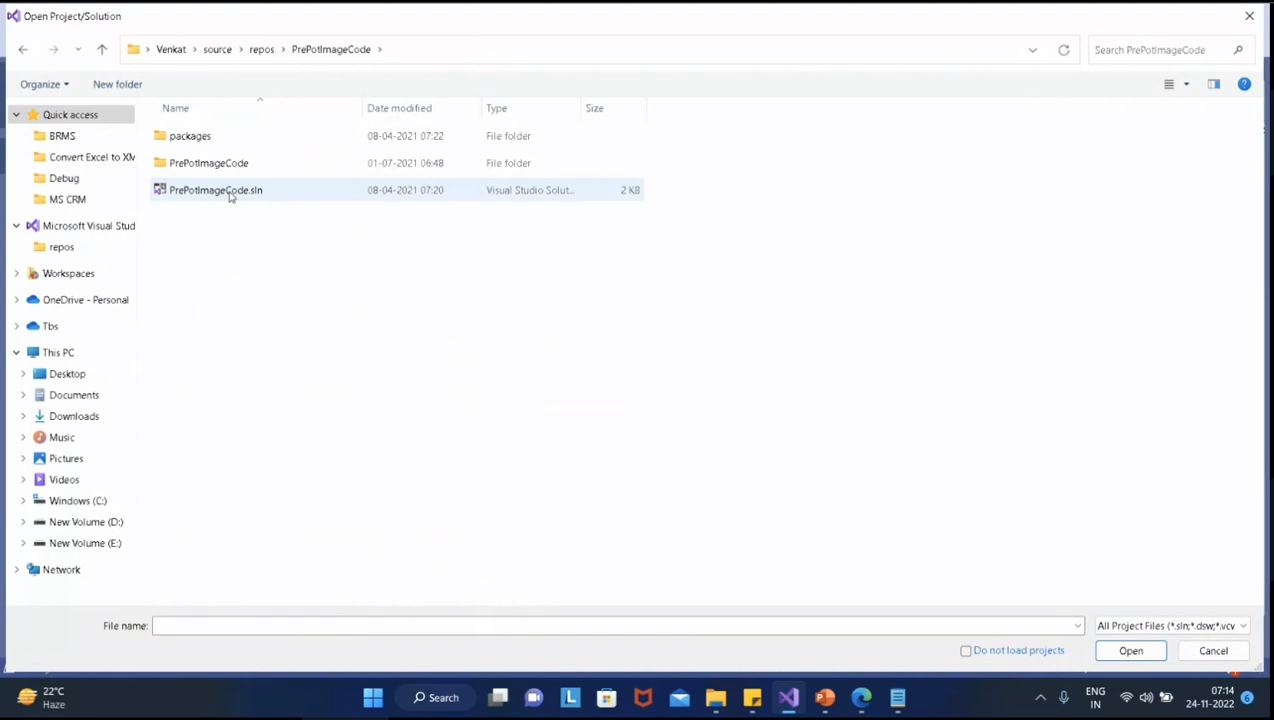 Open Project/Solution
Venkat > source > repos > PrePotImageCode >
Search PrePotImageCode
Organize
New folder
Name
Date modified
Type
Size
Quick access
BRMS
Convert Excel to XM
Debug
MS CRM
Microsoft Visual Stud
repos
Workspaces
OneDrive - Personal
Tbs
This PC
Desktop
Documents
Downloads
Music
Pictures
Videos
Windows (C:)
New Volume (D:)
New Volume (E:)
Network
packages 08-04-2021 07:22 File folder
PrePotImageCode 01-07-2021 06:48 File folder
PrePotImageCode.sln 08-04-2021 07:20 Visual Studio Solut... 2 KB
File name:
All Project Files (*.sln;*.dsw;*.vcv
Do not load projects
Open
Cancel
22°C
Haze
Search
ENG
IN
07:14
24-11-2022
6